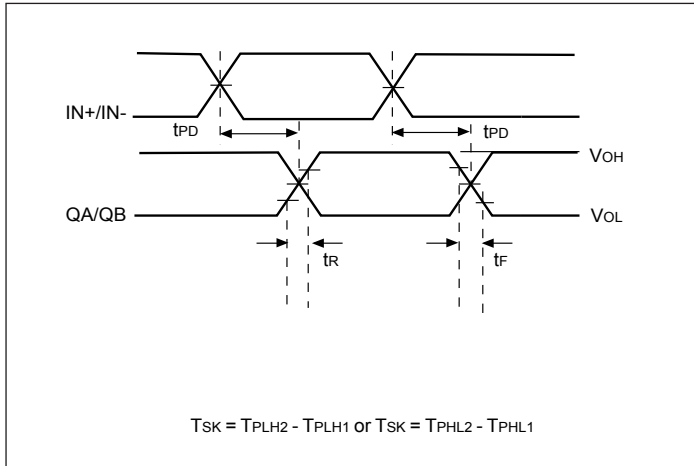 IN+/IN-
tPD
tPD
VOH
QA/QB
VOL
tR
tF
TSK = TPLH2 - TPLH1 or TSK = TPHL2 - TPHL1